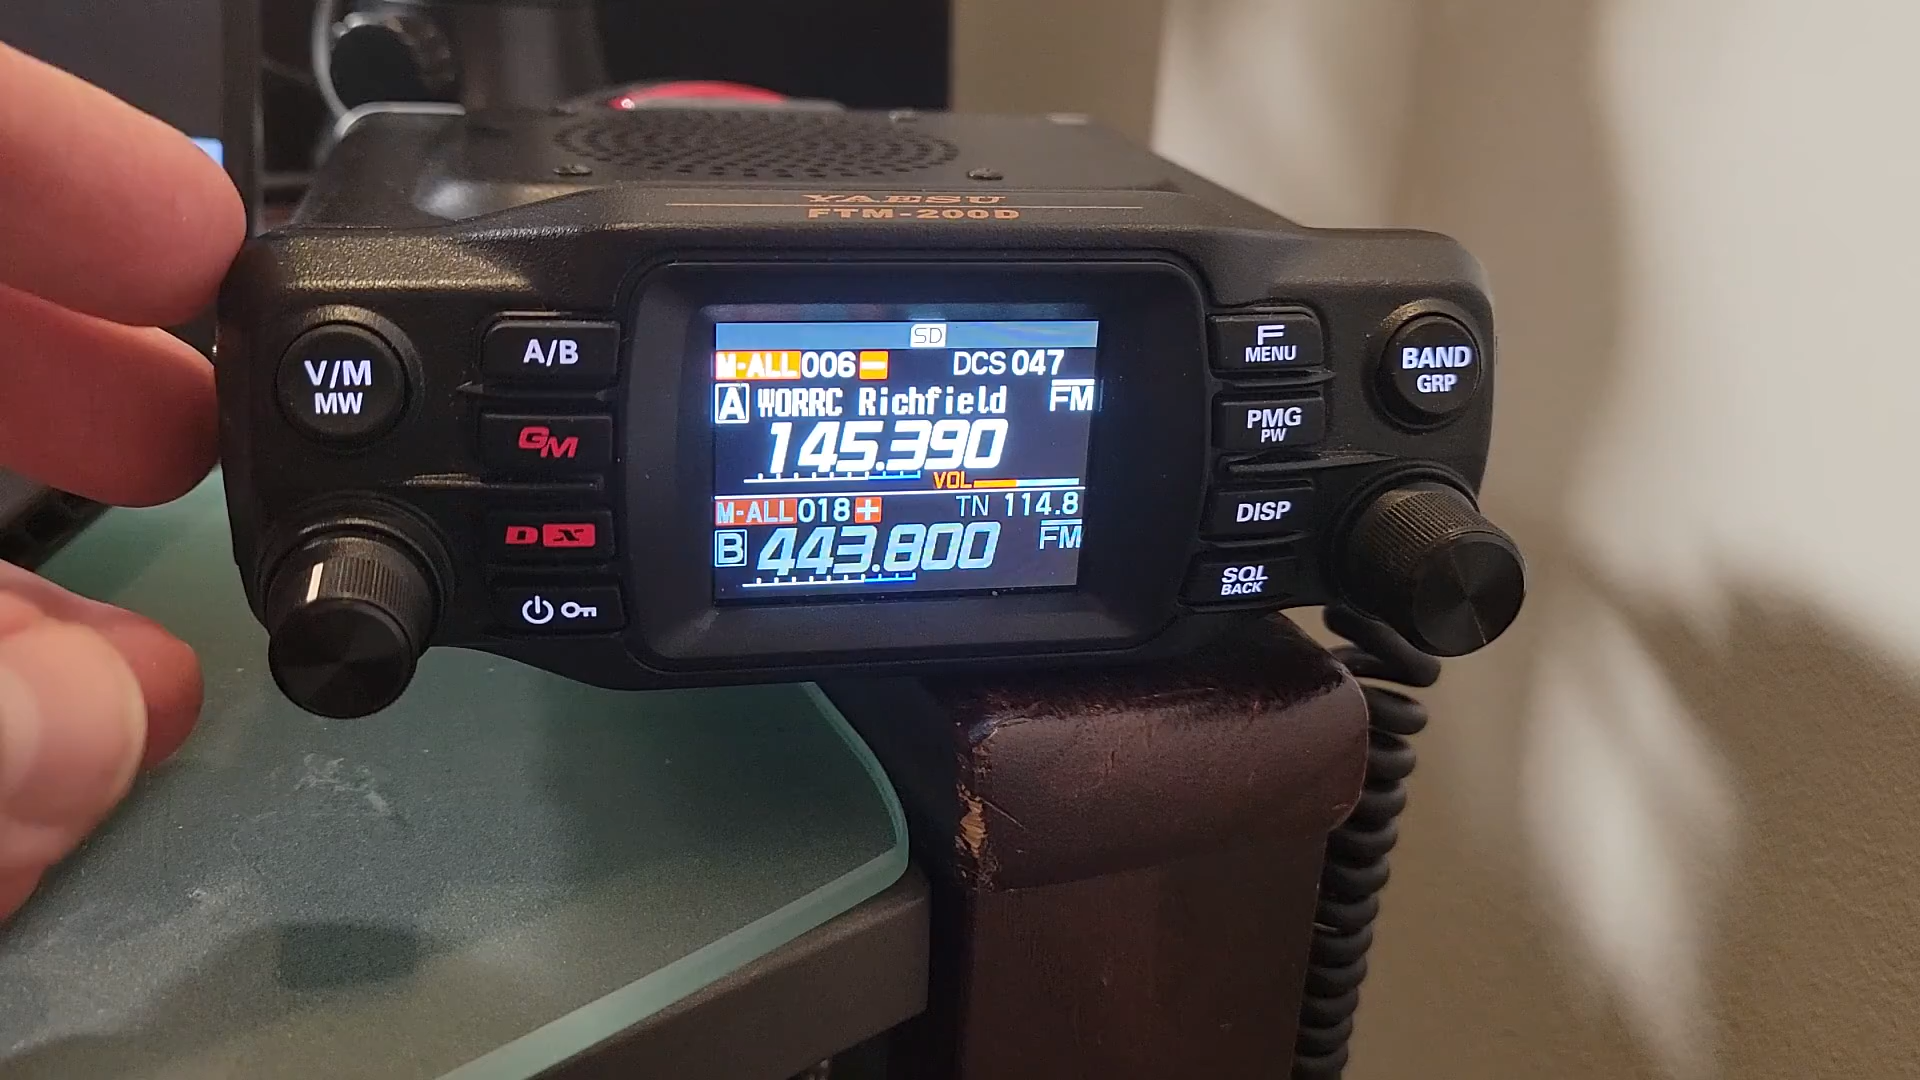 YAESU
FTM-200D
V/M
MW
A/B
GM
DX
SD
M-ALL 006 - DCS 047
A W0RRC Richfield FM
145.390
VOL
M-ALL 018 + TN 114.8
B 443.800 FM
F
MENU
PMG
PW
DISP
SQL
BACK
BAND
GRP